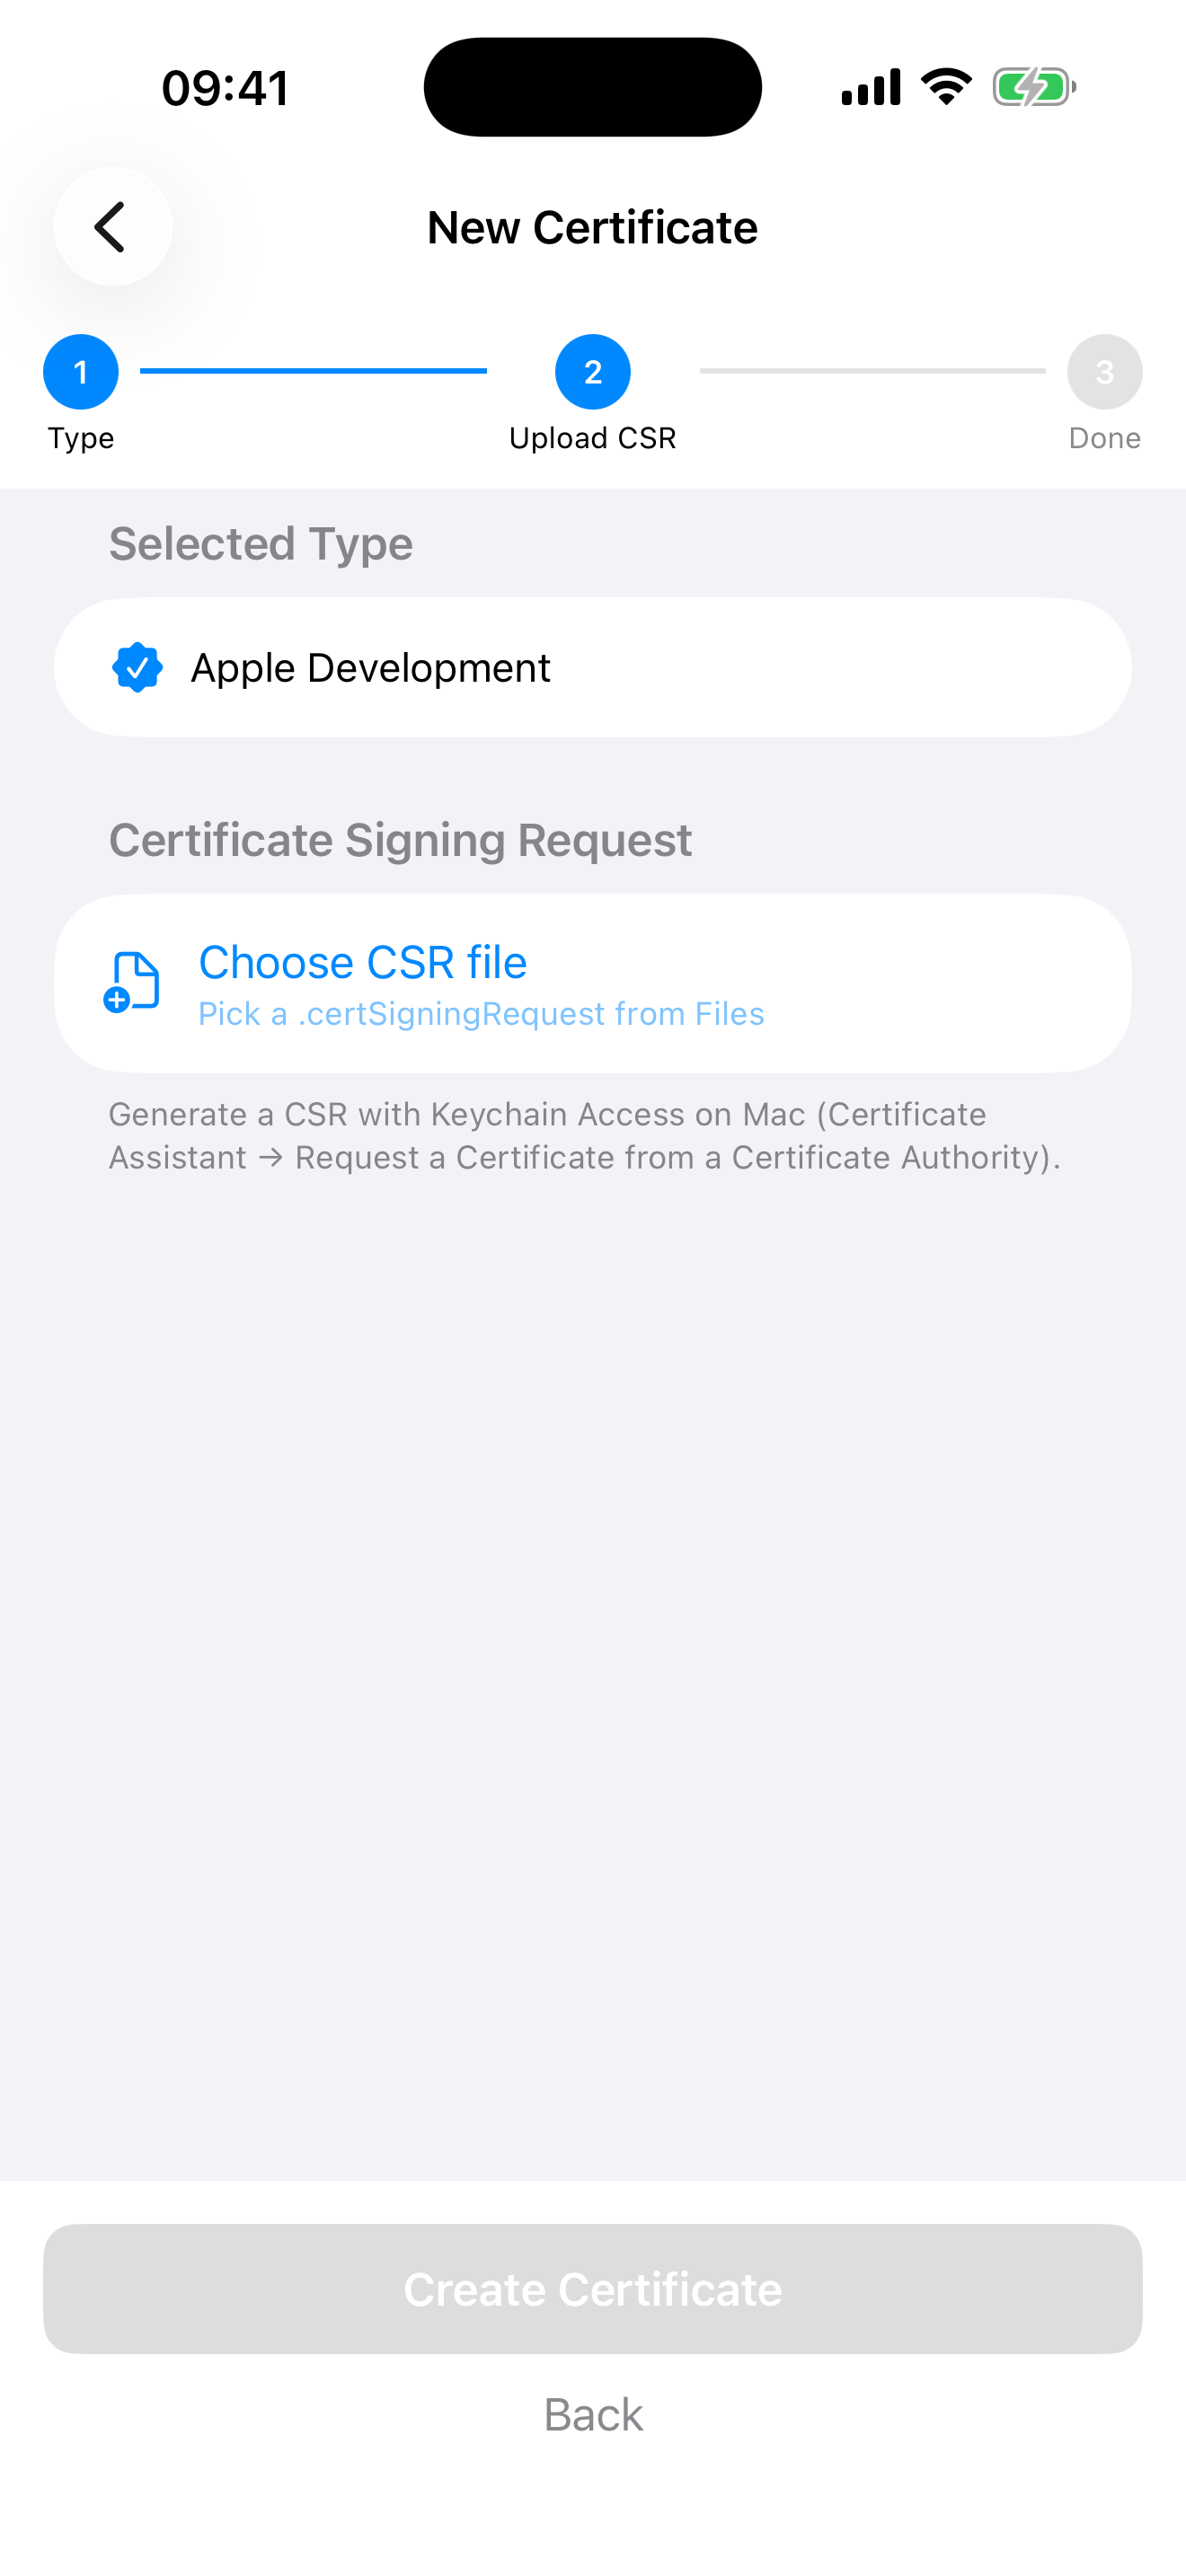 09:41
New Certificate
1
2
3
Type
Upload CSR
Done
Selected Type
Apple Development
Certificate Signing Request
Choose CSR file
Pick a .certSigningRequest from Files
Generate a CSR with Keychain Access on Mac (Certificate
Assistant → Request a Certificate from a Certificate Authority).
Create Certificate
Back